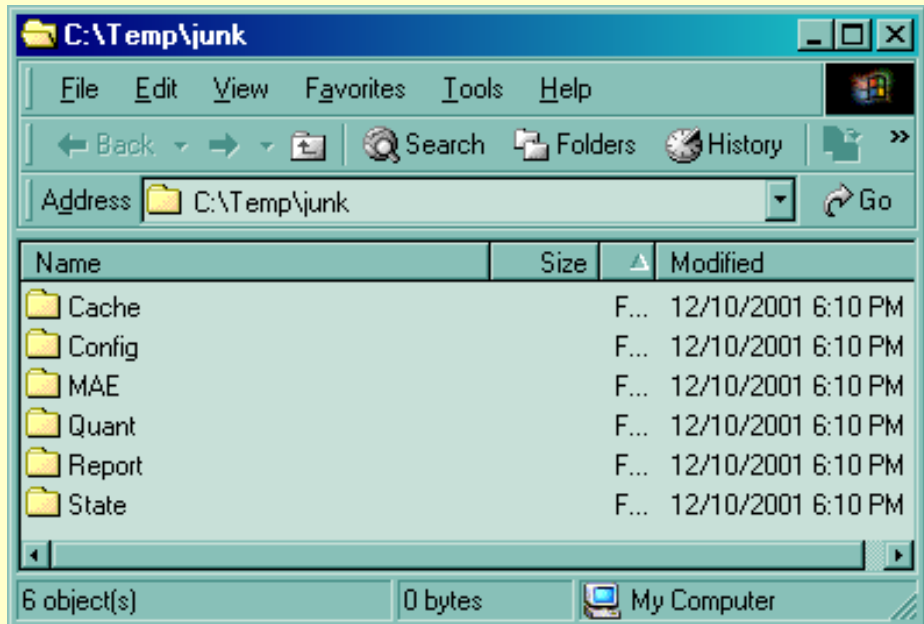 C:\Temp\junk
File Edit View Favorites Tools Help
Back Search Folders History »
Address C:\Temp\junk Go
Name Size Modified
Cache F... 12/10/2001 6:10 PM
Config F... 12/10/2001 6:10 PM
MAE F... 12/10/2001 6:10 PM
Quant F... 12/10/2001 6:10 PM
Report F... 12/10/2001 6:10 PM
State F... 12/10/2001 6:10 PM
6 object(s) 0 bytes My Computer